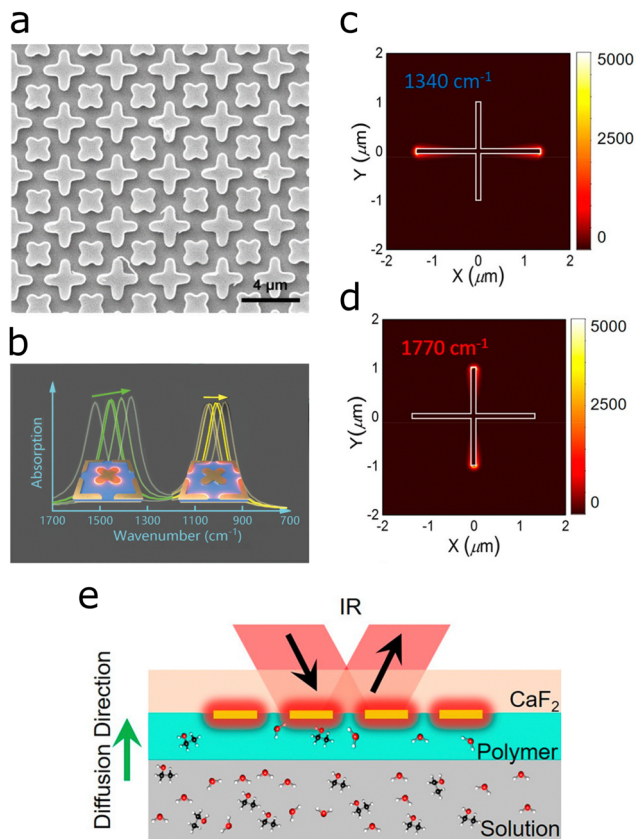 a
4 μm
b
Absorption
1700
1500
1300
1100
900
700
Wavenumber (cm⁻¹)
c
1340 cm⁻¹
2
1
0
-1
-2
Y (μm)
-2
-1
0
1
2
X (μm)
5000
2500
0
d
1770 cm⁻¹
2
1
0
-1
-2
Y(μm)
-2
-1
0
1
2
X (μm)
5000
2500
0
e
IR
Diffusion Direction
CaF₂
Polymer
Solution